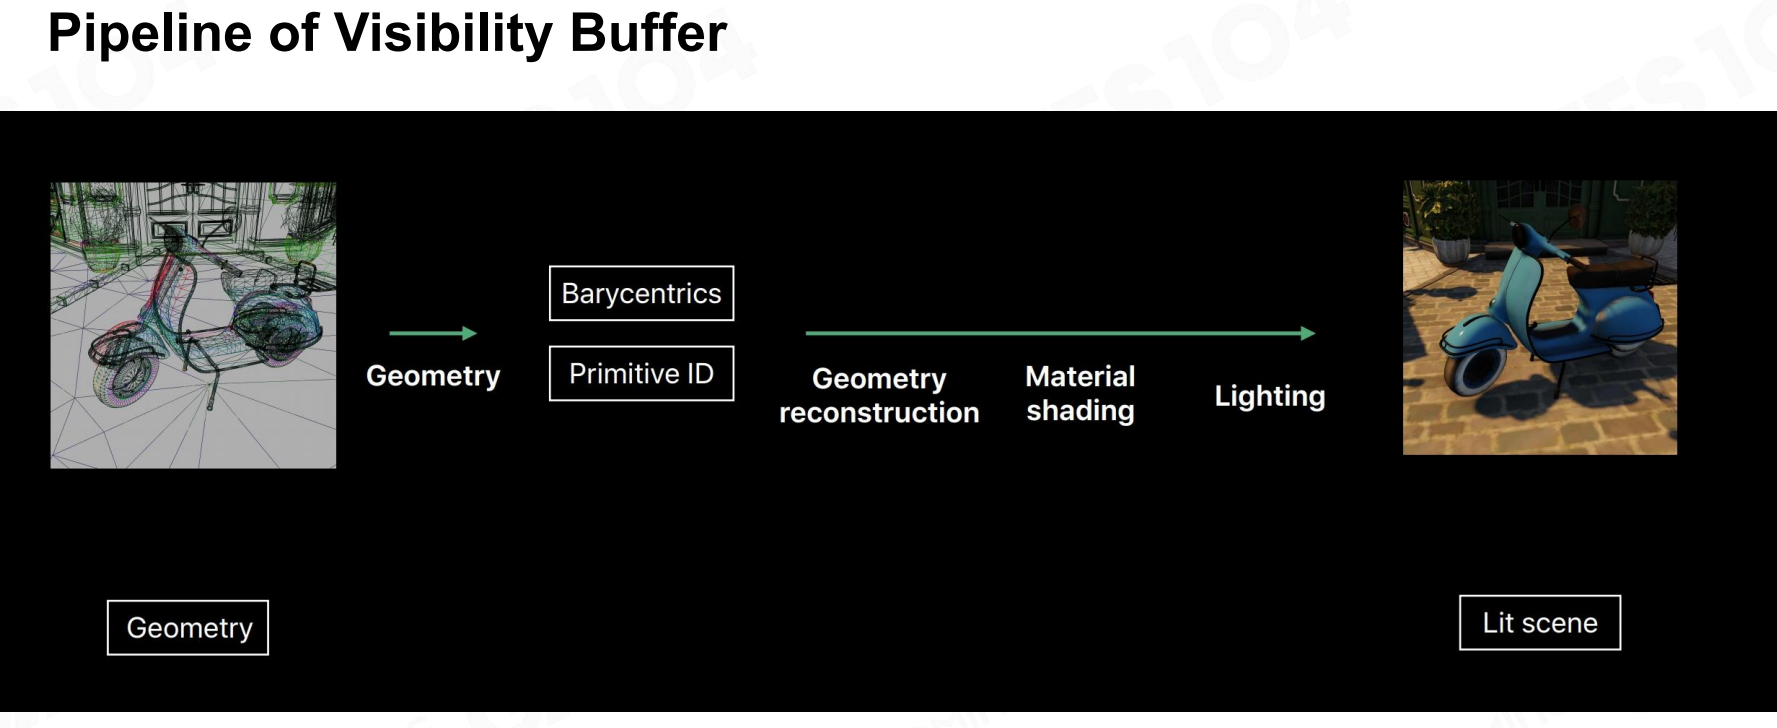 Pipeline of Visibility Buffer
Geometry
Barycentrics
Primitive ID
Geometry
reconstruction
Material
shading
Lighting
Geometry
Lit scene